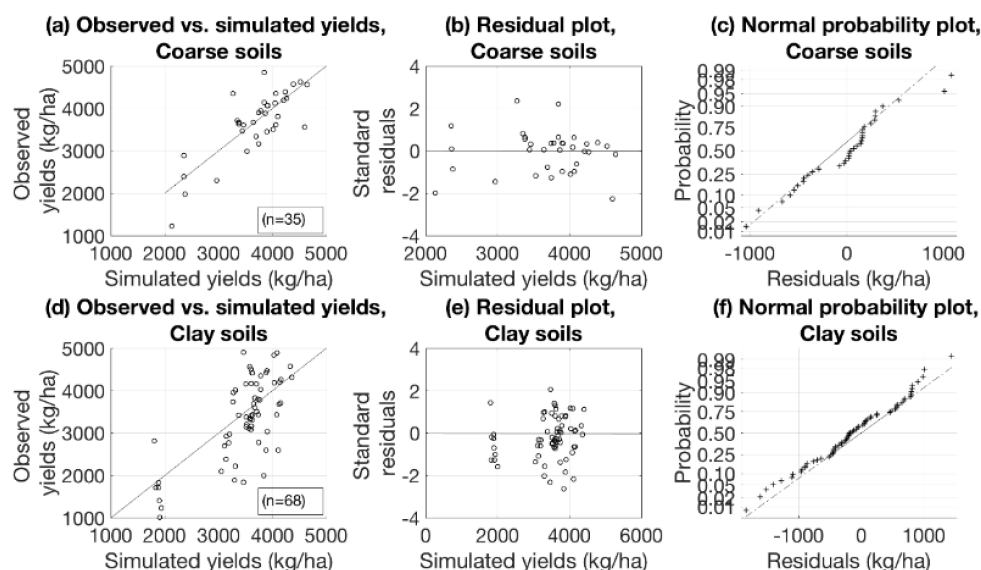 (a) Observed vs. simulated yields,
Coarse soils
5000
4000
3000
2000
1000
Observed
yields (kg/ha)
(n=35)
1000 2000 3000 4000 5000
Simulated yields (kg/ha)
(b) Residual plot,
Coarse soils
4
2
0
-2
-4
Standard
residuals
2000 3000 4000 5000
Simulated yields (kg/ha)
(c) Normal probability plot,
Coarse soils
0.99
0.98
0.95
0.90
0.75
0.50
0.25
0.10
0.05
0.02
0.01
Probability
-1000 0 1000
Residuals (kg/ha)
(d) Observed vs. simulated yields,
Clay soils
5000
4000
3000
2000
1000
Observed
yields (kg/ha)
(n=68)
1000 2000 3000 4000 5000
Simulated yields (kg/ha)
(e) Residual plot,
Clay soils
4
2
0
-2
-4
Standard
residuals
0 2000 4000 6000
Simulated yields (kg/ha)
(f) Normal probability plot,
Clay soils
0.99
0.98
0.95
0.90
0.75
0.50
0.25
0.10
0.05
0.02
0.01
Probability
-1000 0 1000
Residuals (kg/ha)